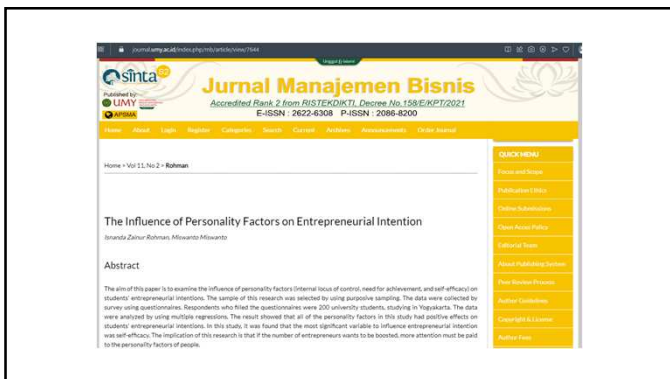 journal.umy.ac.id/index.php/mb/article/view/7644
sinta
S2
Published by:
UMY
APSMA
Jurnal Manajemen Bisnis
Accredited Rank 2 from RISTEKDIKTI, Decree No.158/E/KPT/2021
E-ISSN : 2622-6308 P-ISSN : 2086-8200
Home About Login Register Categories Search Current Archives Announcements Order Journal
Home > Vol 11, No 2 > Rohman
The Influence of Personality Factors on Entrepreneurial Intention
Isnanda Zainur Rohman, Miswanto Miswanto
Abstract
The aim of this paper is to examine the influence of personality factors (internal locus of control, need for achievement, and self-efficacy) on
students' entrepreneurial intentions. The sample of this research was selected by using purposive sampling. The data were collected by
survey using questionnaires. Respondents who filled the questionnaires were 200 university students, studying in Yogyakarta. The data
were analyzed by using multiple regressions. The result showed that all of the personality factors in this study had positive effects on
students' entrepreneurial intentions. In this study, it was found that the most significant variable to influence entrepreneurial intention
was self-efficacy. The implication of this research is that if the number of entrepreneurs wants to be boosted, more attention must be paid
to the personality factors of people.
QUICK MENU
Focus and Scope
Publication Ethics
Online Submissions
Open Access Policy
Editorial Team
About Publishing System
Peer Review Process
Author Guidelines
Copyright & License
Author Fees